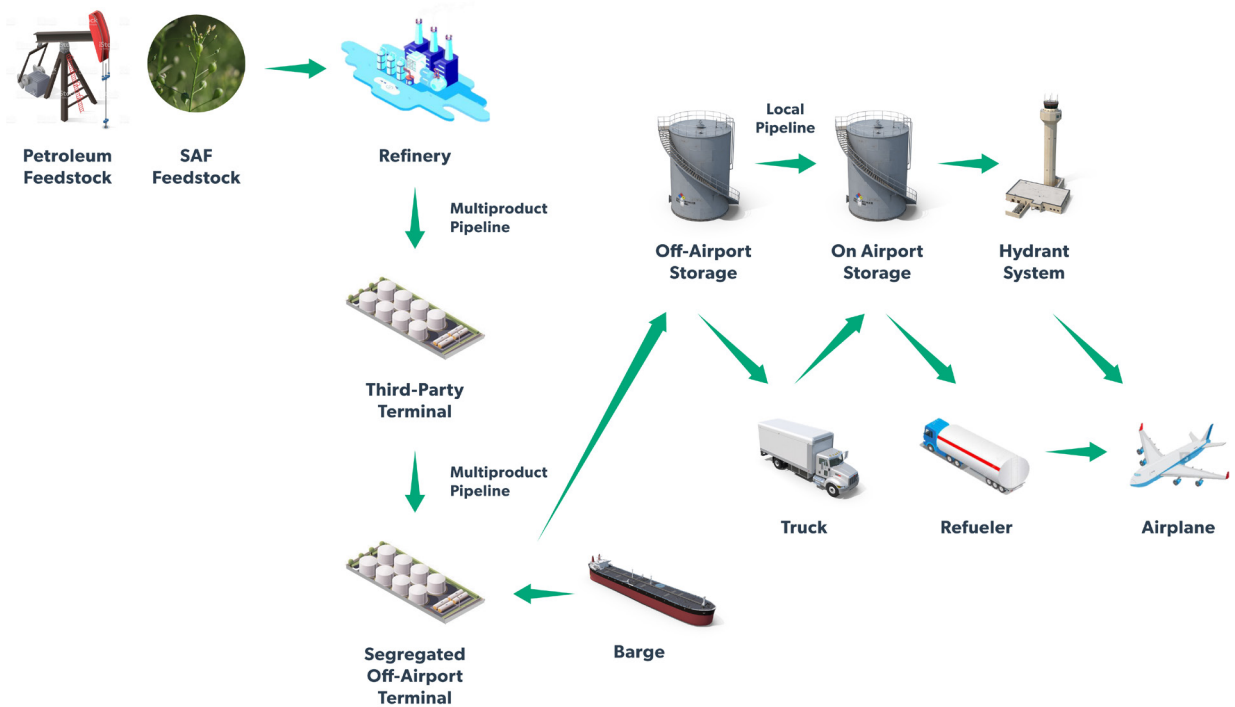 Petroleum
Feedstock
SAF
Feedstock
Refinery
Multiproduct
Pipeline
Third-Party
Terminal
Multiproduct
Pipeline
Segregated
Off-Airport
Terminal
Barge
Off-Airport
Storage
Local
Pipeline
On Airport
Storage
Hydrant
System
Truck
Refueler
Airplane